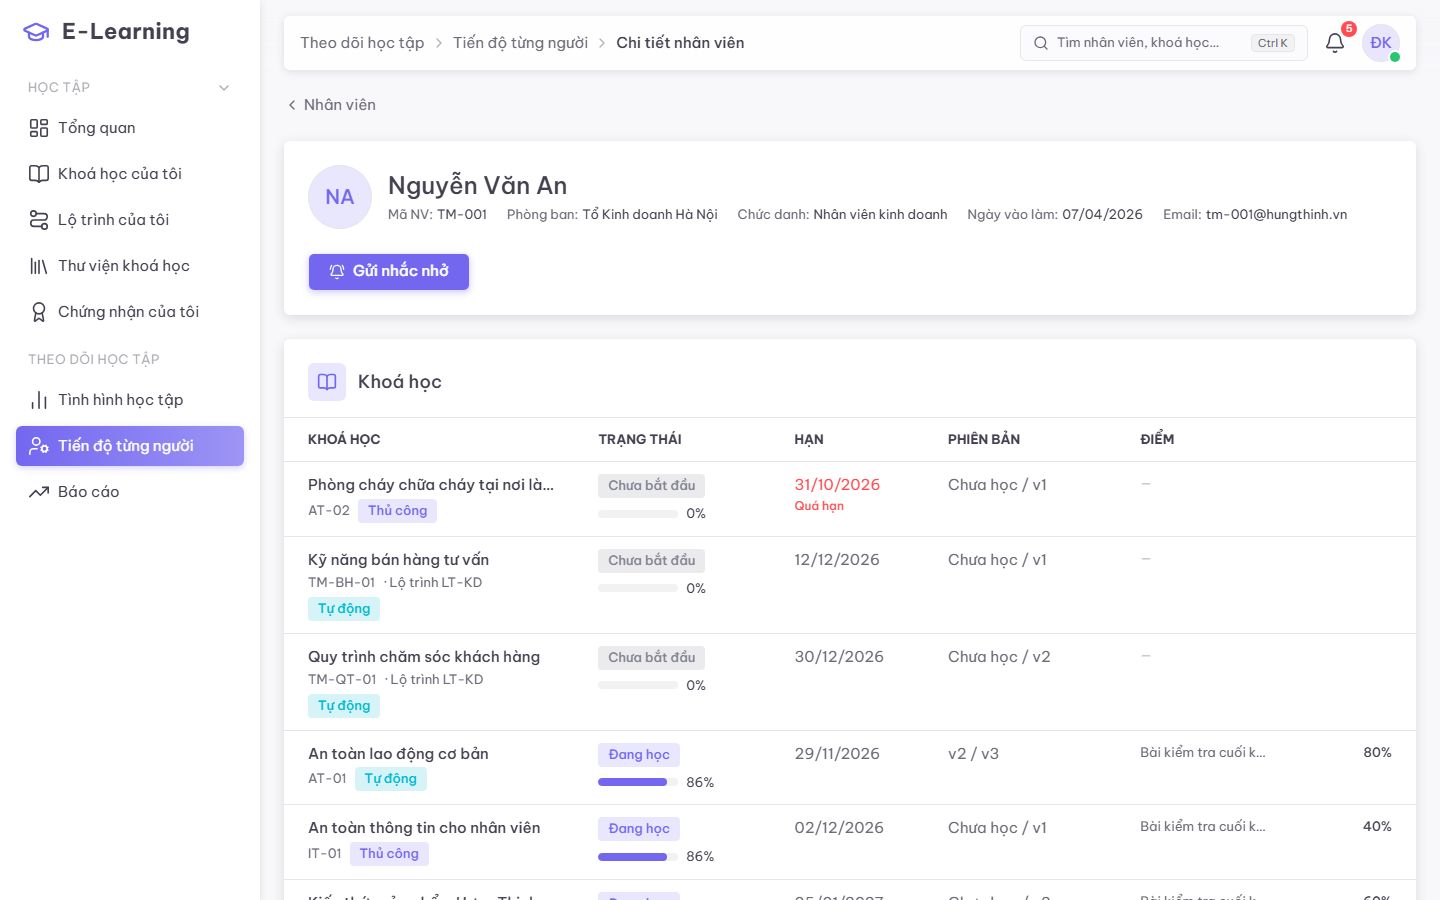 E-Learning
HỌC TẬP
Tổng quan
Khoá học của tôi
Lộ trình của tôi
Thư viện khoá học
Chứng nhận của tôi
THEO DÕI HỌC TẬP
Tình hình học tập
Tiến độ từng người
Báo cáo
Theo dõi học tập
Tiến độ từng người
Chi tiết nhân viên
Tìm nhân viên, khoá học...
Ctrl K
5
ĐK
Nhân viên
NA
Nguyễn Văn An
Mã NV: TM-001 Phòng ban: Tổ Kinh doanh Hà Nội Chức danh: Nhân viên kinh doanh Ngày vào làm: 07/04/2026 Email: tm-001@hungthinh.vn
Gửi nhắc nhở
Khoá học
KHOÁ HỌC TRẠNG THÁI HẠN PHIÊN BẢN ĐIỂM
Phòng cháy chữa cháy tại nơi là... Chưa bắt đầu 31/10/2026 Chưa học / v1 —
AT-02 Thủ công 0% Quá hạn
Kỹ năng bán hàng tư vấn Chưa bắt đầu 12/12/2026 Chưa học / v1 —
TM-BH-01 · Lộ trình LT-KD 0%
Tự động
Quy trình chăm sóc khách hàng Chưa bắt đầu 30/12/2026 Chưa học / v2 —
TM-QT-01 · Lộ trình LT-KD 0%
Tự động
An toàn lao động cơ bản Đang học 29/11/2026 v2 / v3 Bài kiểm tra cuối k... 80%
AT-01 Tự động 86%
An toàn thông tin cho nhân viên Đang học 02/12/2026 Chưa học / v1 Bài kiểm tra cuối k... 40%
IT-01 Thủ công 86%